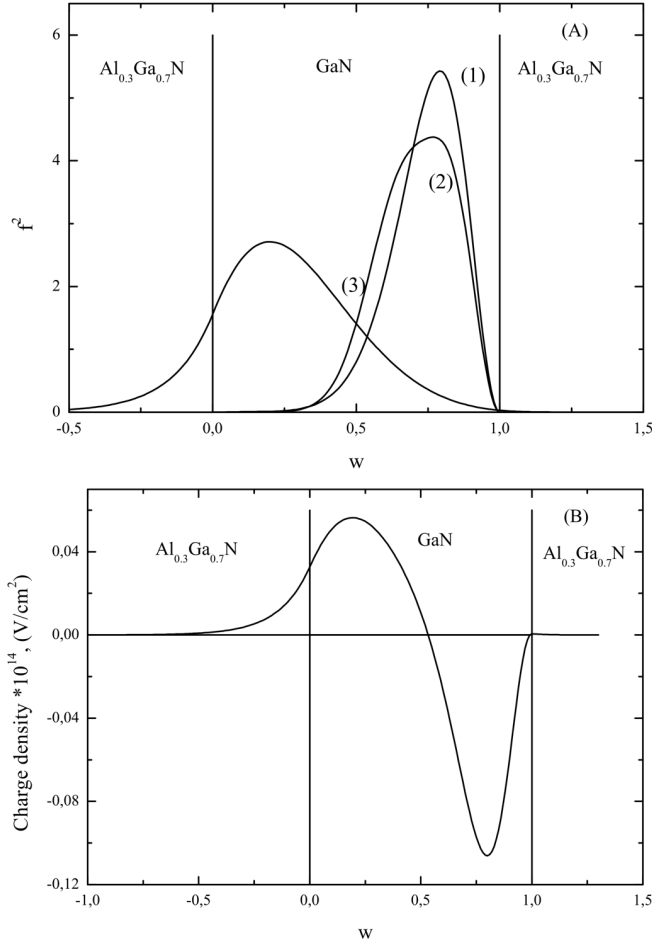 (A)
Al0.3Ga0.7N
GaN
Al0.3Ga0.7N
(1)
(2)
(3)
f²
6
4
2
0
-0,5
0,0
0,5
1,0
1,5
w
(B)
Al0.3Ga0.7N
GaN
Al0.3Ga0.7N
Charge density *10¹⁴, (V/cm²)
0,04
0,00
-0,04
-0,08
-0,12
-1,0
-0,5
0,0
0,5
1,0
1,5
w